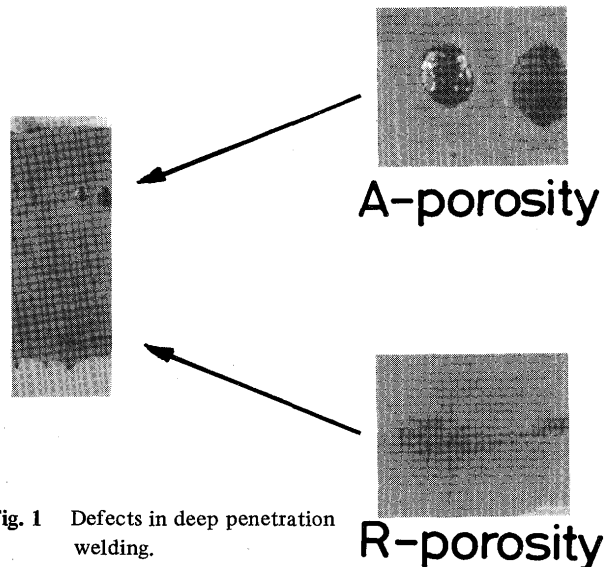 A-porosity
ig. 1 Defects in deep penetration
welding.
R-porosity